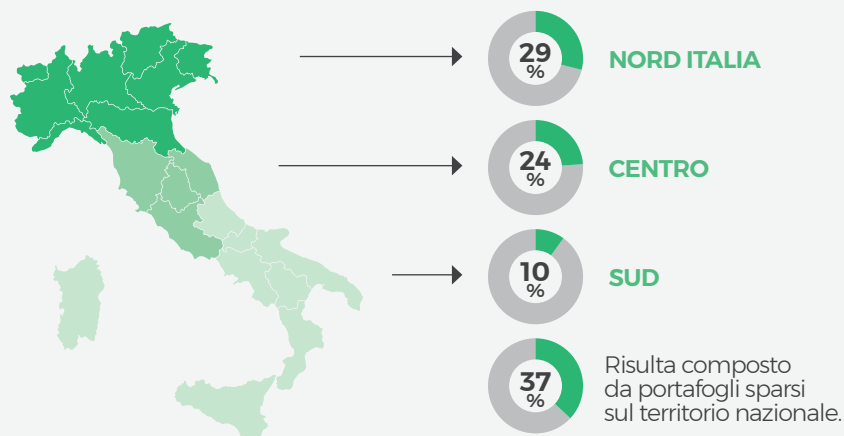 29
%
NORD ITALIA
24
%
CENTRO
10
%
SUD
37
%
Risulta composto
da portafogli sparsi
sul territorio nazionale.